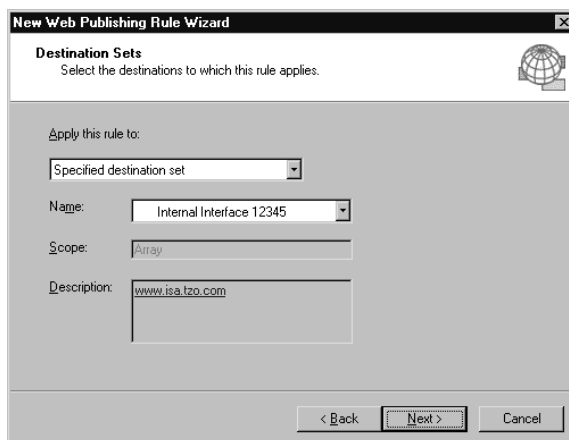 New Web Publishing Rule Wizard
Destination Sets
Select the destinations to which this rule applies.
Apply this rule to:
Specified destination set
Name:
Internal Interface 12345
Scope:
Array
Description:
www.isa.tzo.com
< Back
Next >
Cancel